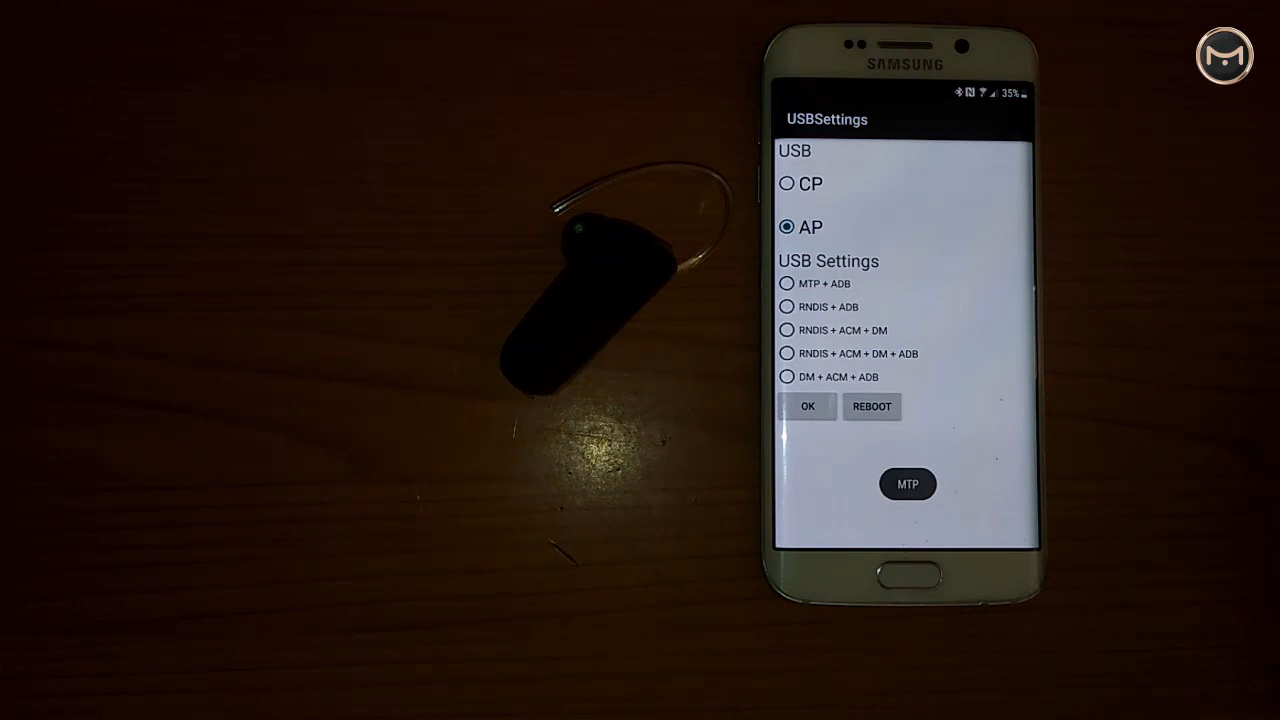 SAMSUNG
35%
USBSettings
USB
CP
AP
USB Settings
MTP + ADB
RNDIS + ADB
RNDIS + ACM + DM
RNDIS + ACM + DM + ADB
DM + ACM + ADB
OK
REBOOT
MTP